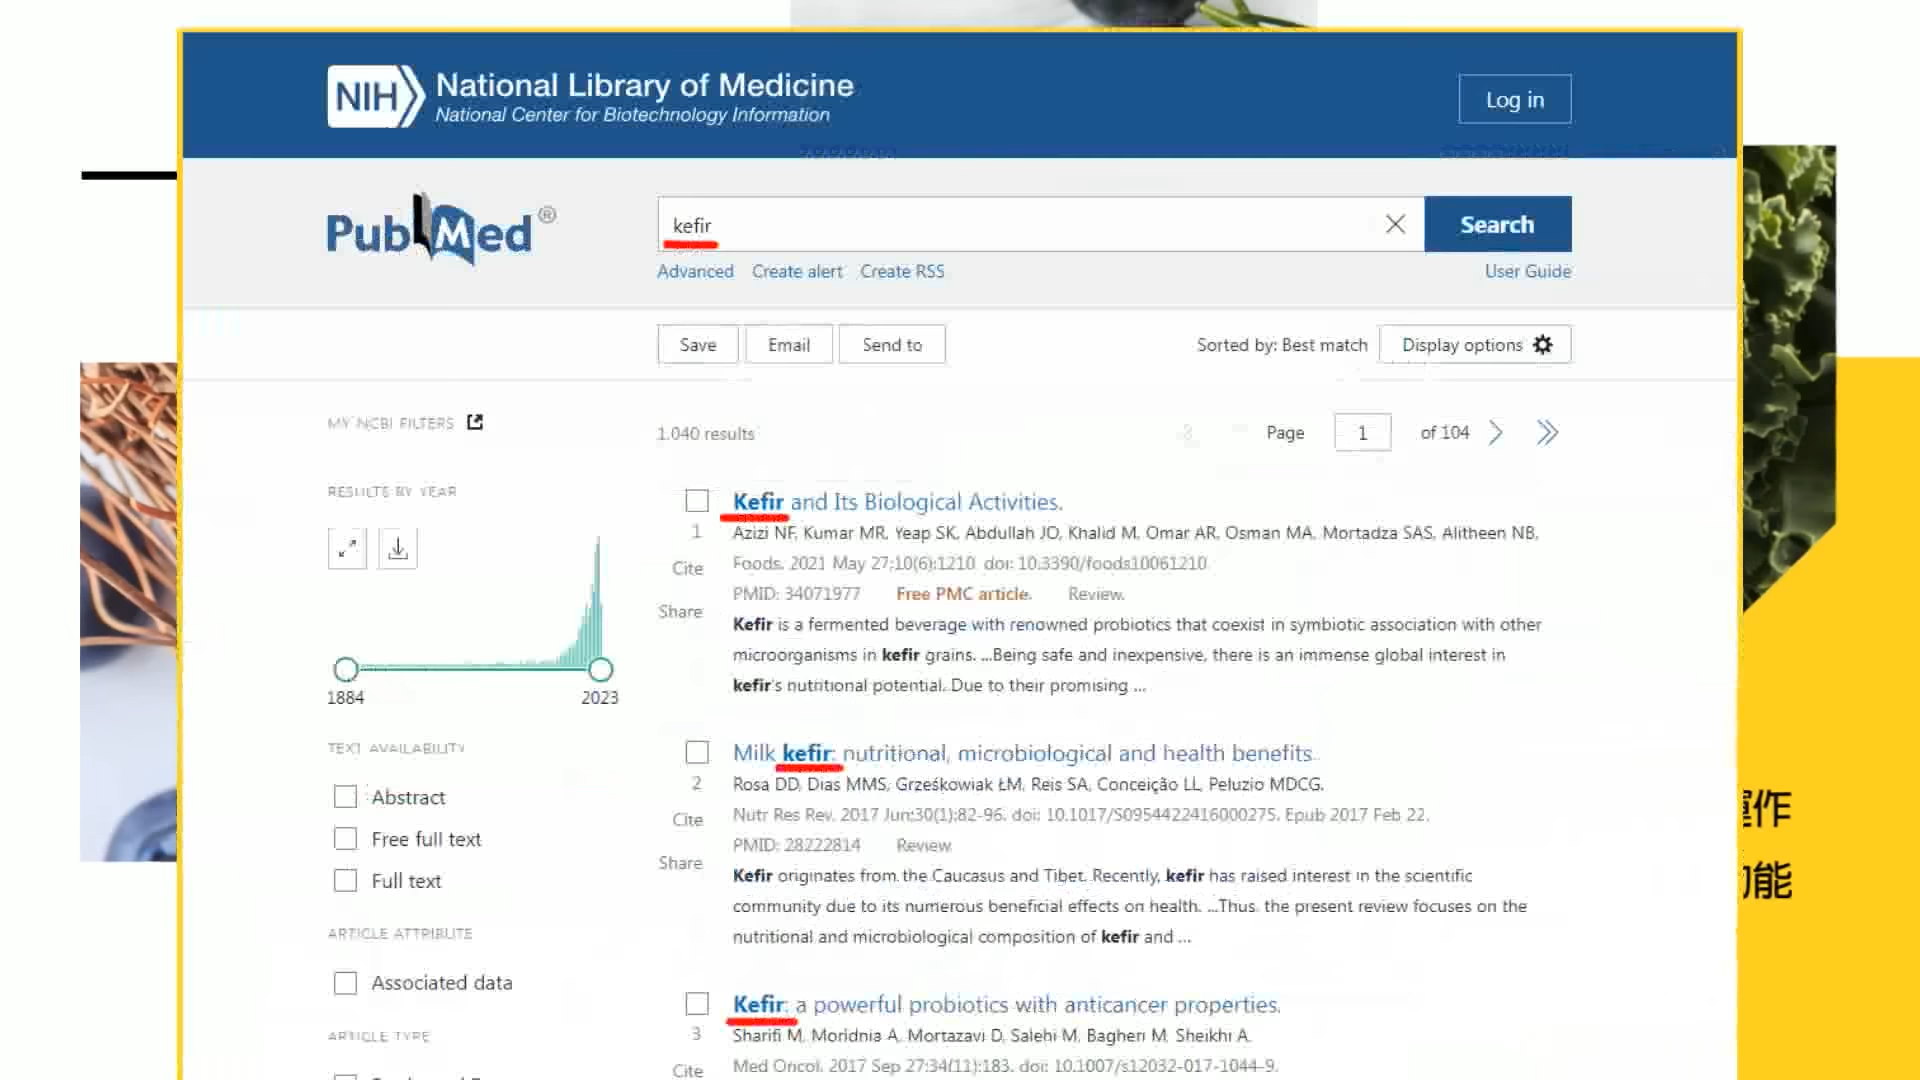 NIH National Library of Medicine
National Center for Biotechnology Information
Log in
PubMed®
kefir
Search
Advanced Create alert Create RSS
User Guide
Save Email Send to
Sorted by: Best match Display options
MY NCBI FILTERS
1.040 results
Page 1 of 104
RESULTS BY YEAR
1884 2023
Kefir and Its Biological Activities.
1 Azizi NF, Kumar MR, Yeap SK, Abdullah JO, Khalid M, Omar AR, Osman MA, Mortadza SAS, Alitheen NB.
Cite Foods. 2021 May 27;10(6):1210. doi: 10.3390/foods10061210.
PMID: 34071977 Free PMC article. Review.
Share
Kefir is a fermented beverage with renowned probiotics that coexist in symbiotic association with other
microorganisms in kefir grains. ...Being safe and inexpensive, there is an immense global interest in
kefir's nutritional potential. Due to their promising ...
Milk kefir: nutritional, microbiological and health benefits.
2 Rosa DD, Dias MMS, Grześkowiak ŁM, Reis SA, Conceição LL, Peluzio MDCG.
Cite Nutr Res Rev. 2017 Jun;30(1):82-96. doi: 10.1017/S0954422416000275. Epub 2017 Feb 22.
PMID: 28222814 Review.
Share
Kefir originates from the Caucasus and Tibet. Recently, kefir has raised interest in the scientific
community due to its numerous beneficial effects on health. ...Thus, the present review focuses on the
nutritional and microbiological composition of kefir and ...
Kefir: a powerful probiotics with anticancer properties.
3 Sharifi M, Moridnia A, Mortazavi D, Salehi M, Bagheri M, Sheikhi A.
Cite Med Oncol. 2017 Sep 27;34(11):183. doi: 10.1007/s12032-017-1044-9.
TEXT AVAILABILITY
Abstract
Free full text
Full text
ARTICLE ATTRIBUTE
Associated data
ARTICLE TYPE
運作
功能